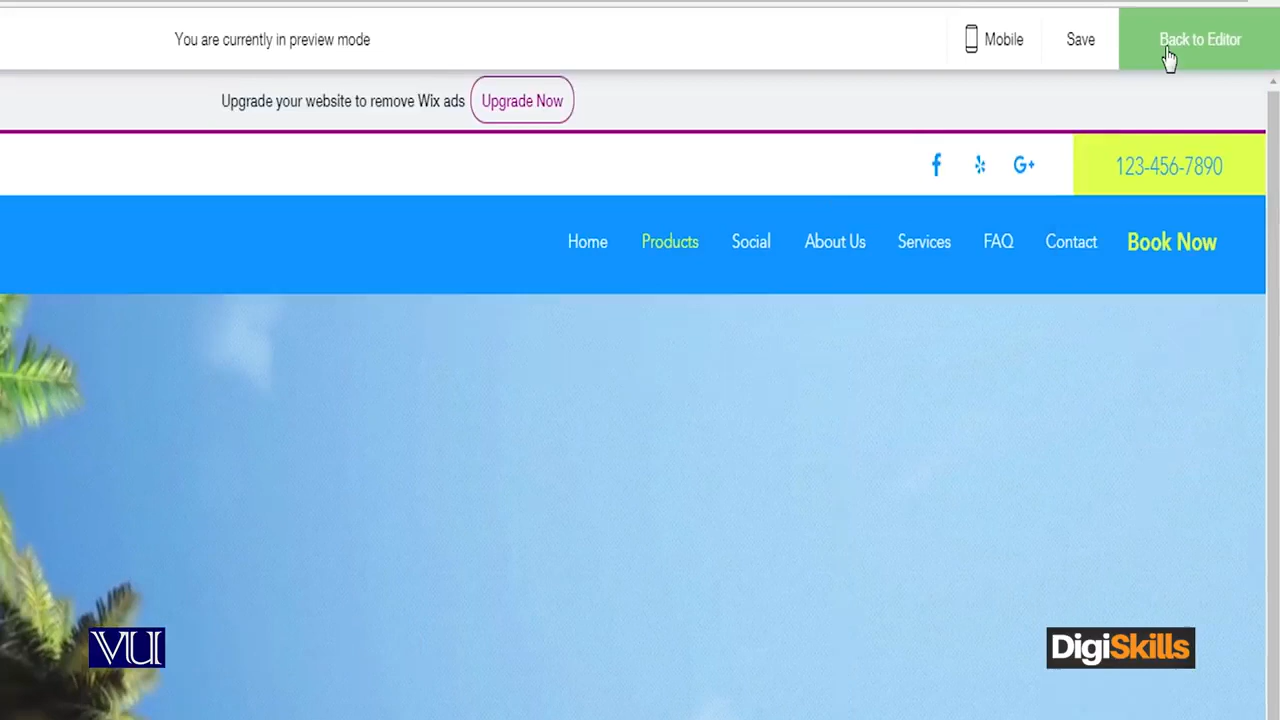 You are currently in preview mode
Mobile
Save
Back to Editor
Upgrade your website to remove Wix ads
Upgrade Now
G+
123-456-7890
Home
Products
Social
About Us
Services
FAQ
Contact
Book Now
VU
DigiSkills